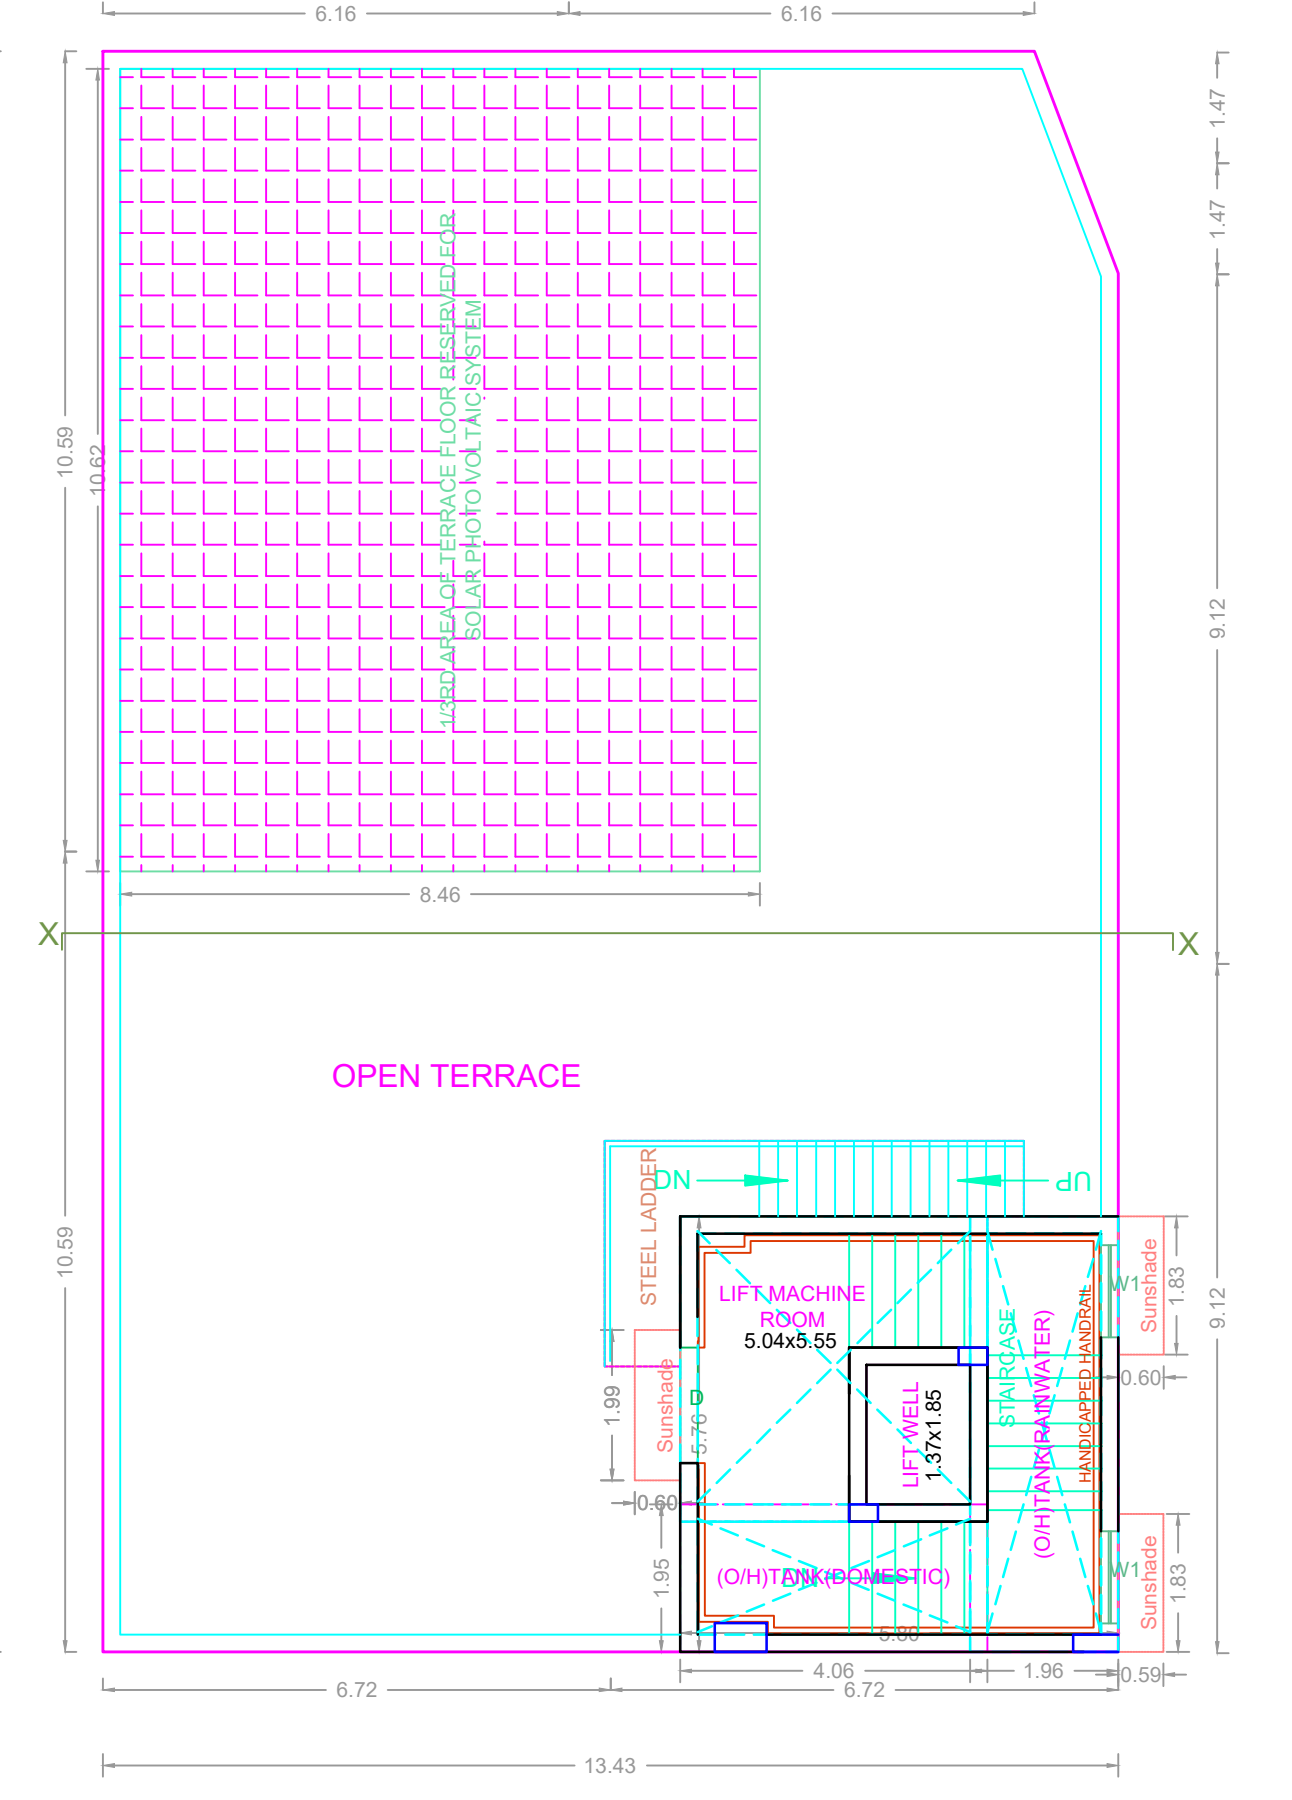 6.16
6.16
1.47
1.47
10.59
10.62
1/3RD AREA OF TERRACE FLOOR RESERVED FOR
SOLAR PHOTO VOLTAIC SYSTEM
9.12
8.46
X
X
OPEN TERRACE
STEEL LADDER
DN
UP
10.59
LIFT MACHINE
ROOM
5.04x5.55
STAIRCASE
(O/H)TANK(RAINWATER)
HANDICAPPED HANDRAIL
W1
Sunshade
1.83
9.12
0.60
1.99
Sunshade
D
5.76
LIFT WELL
1.37x1.85
0.60
1.95
(O/H)TANK(DOMESTIC)
W1
Sunshade
1.83
5.80
4.06
1.96
0.59
6.72
6.72
13.43